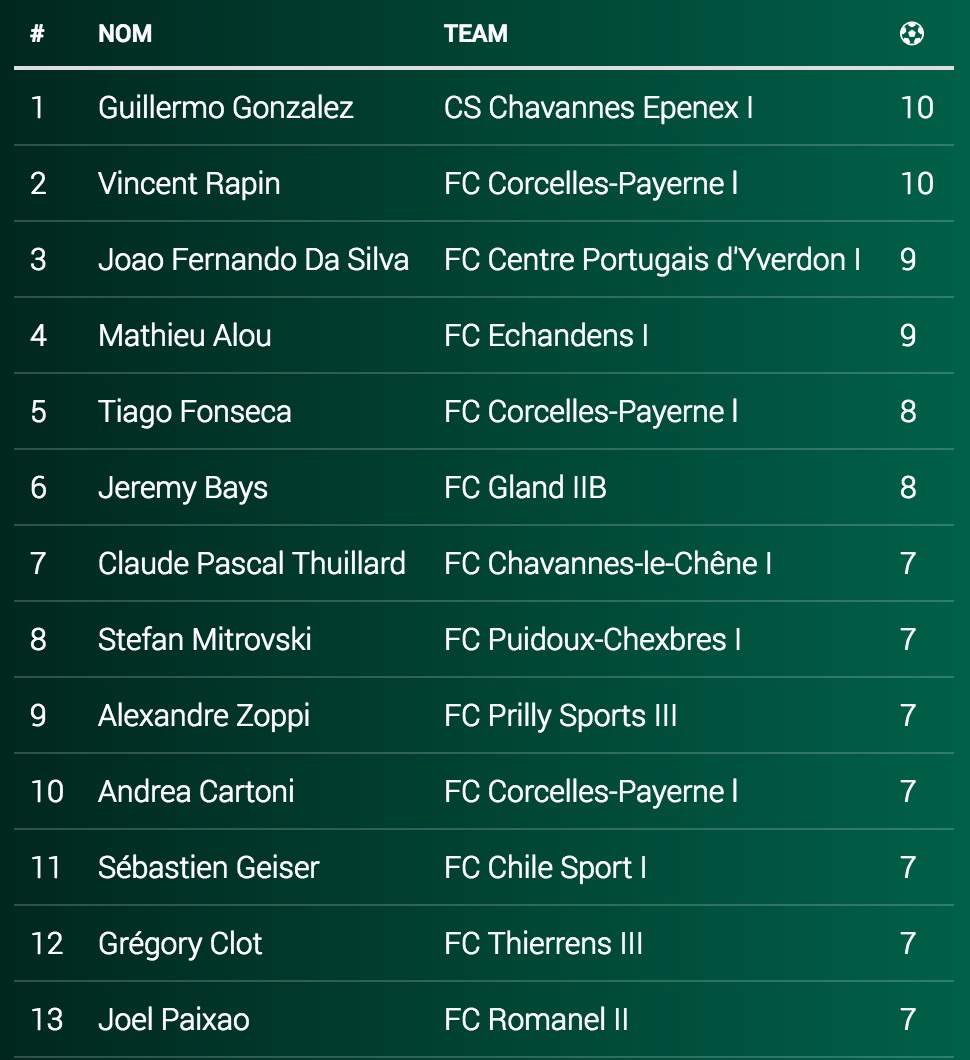 # NOM TEAM
1 Guillermo Gonzalez CS Chavannes Epenex I 10
2 Vincent Rapin FC Corcelles-Payerne l 10
3 Joao Fernando Da Silva FC Centre Portugais d'Yverdon I 9
4 Mathieu Alou FC Echandens I 9
5 Tiago Fonseca FC Corcelles-Payerne l 8
6 Jeremy Bays FC Gland IIB 8
7 Claude Pascal Thuillard FC Chavannes-le-Chêne I 7
8 Stefan Mitrovski FC Puidoux-Chexbres I 7
9 Alexandre Zoppi FC Prilly Sports III 7
10 Andrea Cartoni FC Corcelles-Payerne l 7
11 Sébastien Geiser FC Chile Sport I 7
12 Grégory Clot FC Thierrens III 7
13 Joel Paixao FC Romanel II 7